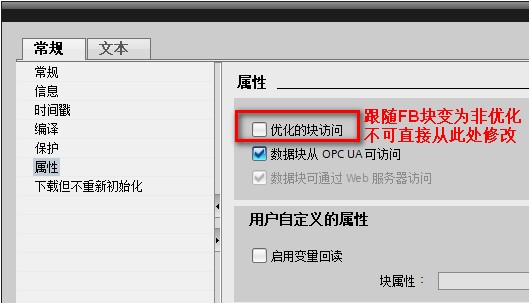 常规
文本
常规
信息
时间戳
编译
保护
属性
下载但不重新初始化
属性
优化的块访问
跟随FB块变为非优化
不可直接从此处修改
数据块从 OPC UA 可访问
数据块可通过 Web 服务器访问
用户自定义的属性
启用变量回读
块属性：